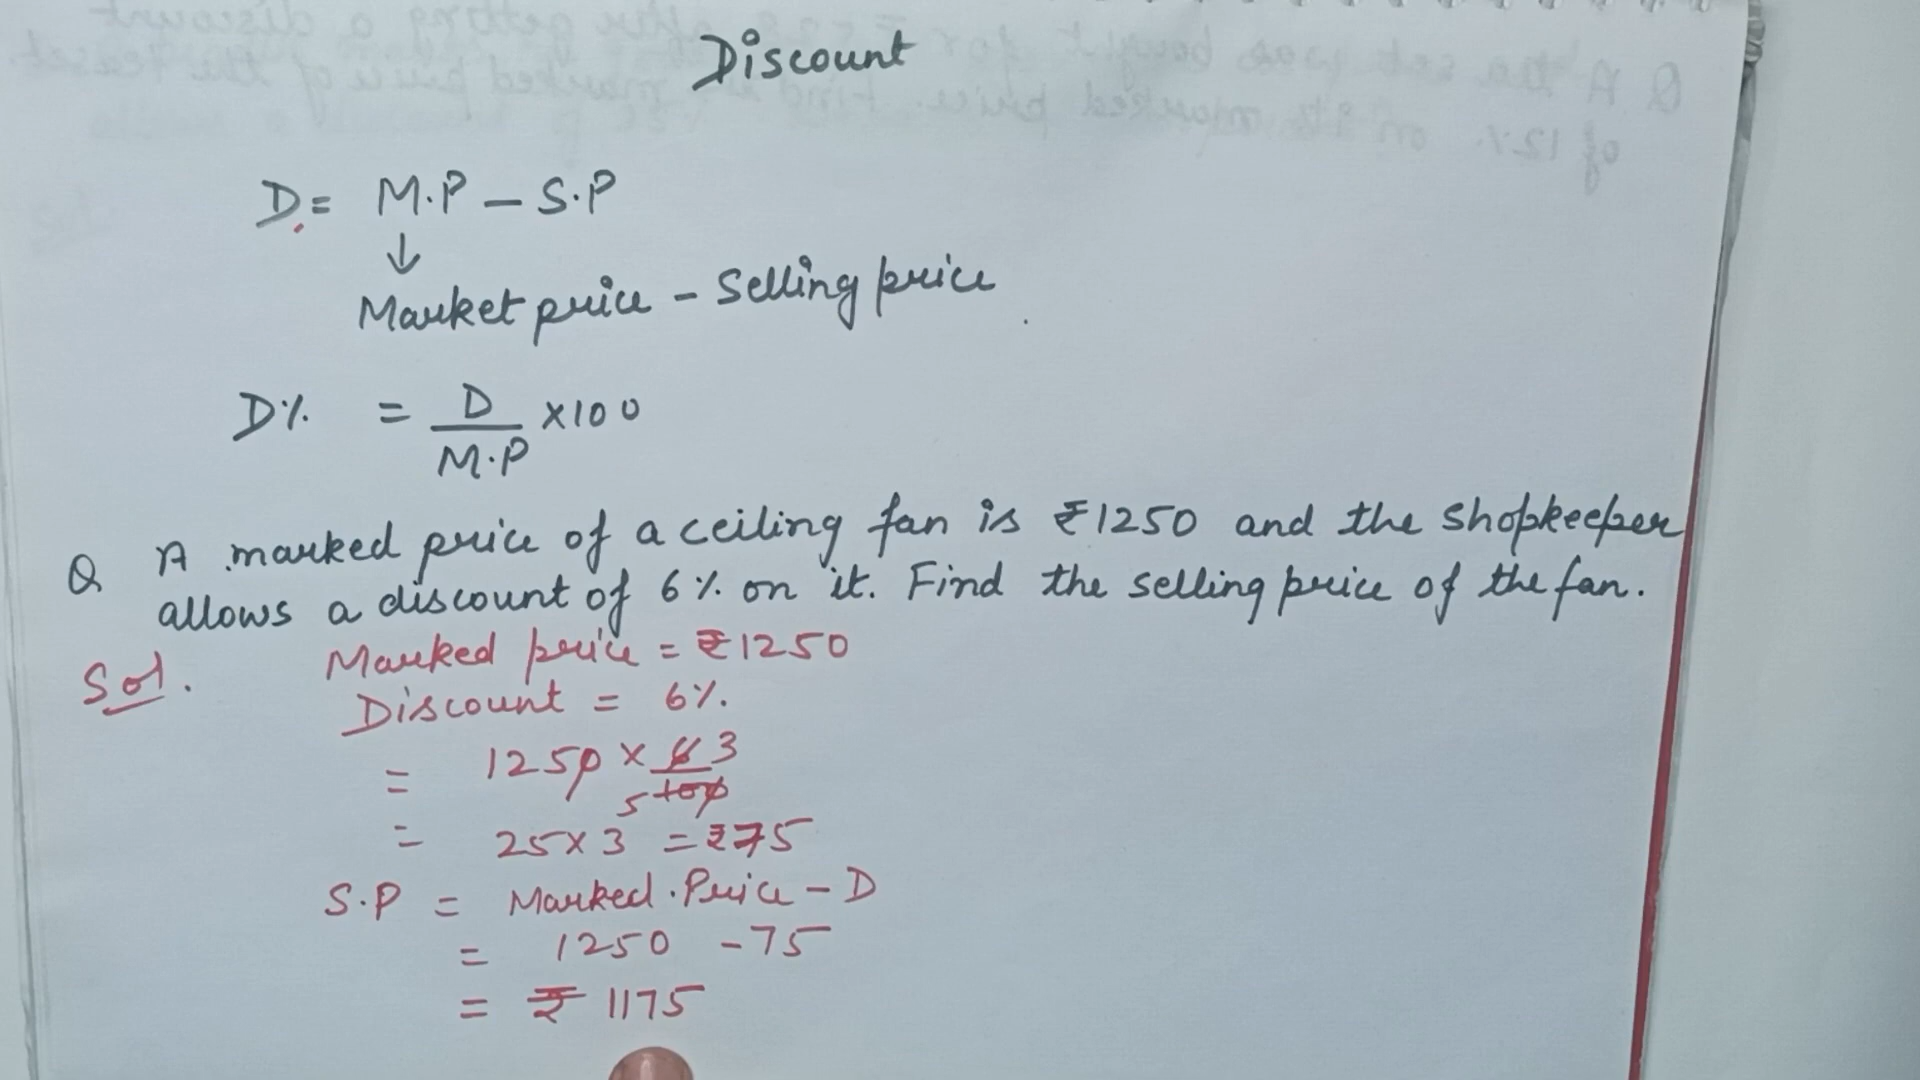 Discount
D = M.P - S.P
↓
Market price - Selling price
D% = D/M.P × 100
Q A marked price of a ceiling fan is ₹1250 and the shopkeeper
allows a discount of 6% on it. Find the selling price of the fan.
Sol. Marked price = ₹1250
Discount = 6%
= 1250 × 6 3 / 5 100
= 25 × 3 = ₹75
S.P = Marked.Price - D
= 1250 - 75
= ₹ 1175